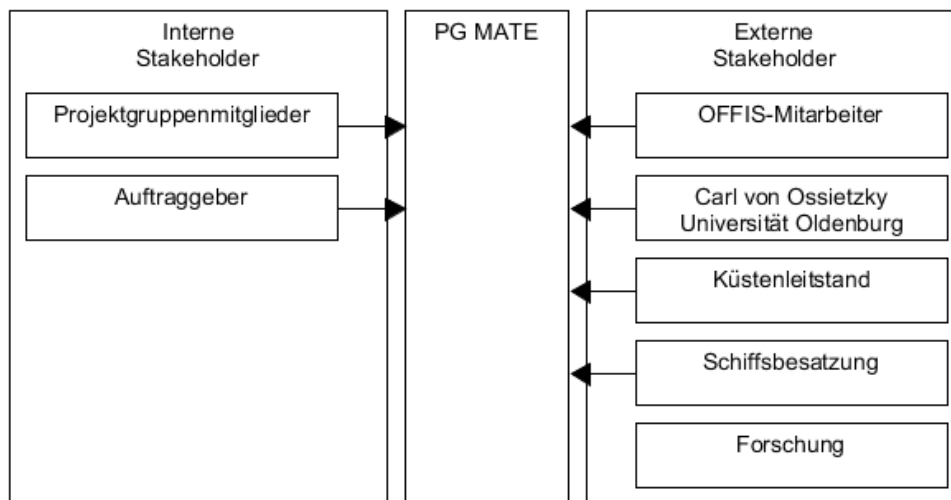 Interne
Stakeholder
Projektgruppenmitglieder
Auftraggeber
PG MATE
Externe
Stakeholder
OFFIS-Mitarbeiter
Carl von Ossietzky
Universität Oldenburg
Küstenleitstand
Schiffsbesatzung
Forschung